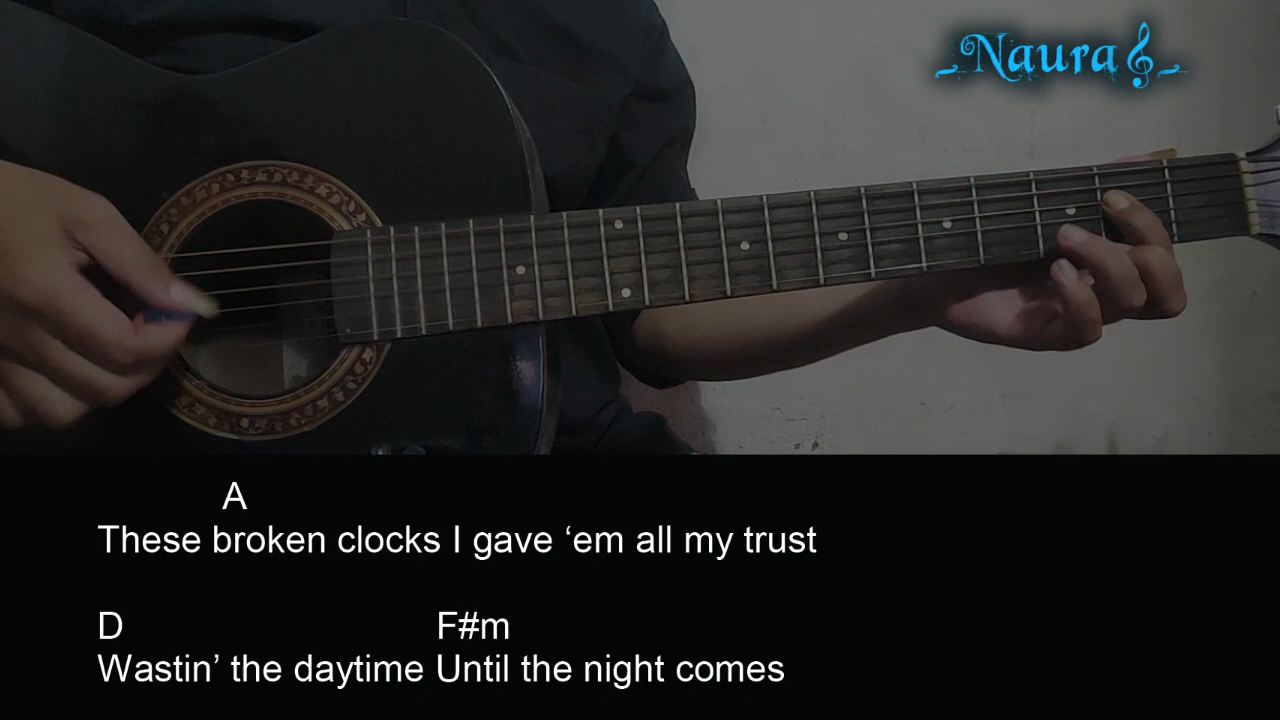 Naura
A
These broken clocks I gave ‘em all my trust
D F#m
Wastin’ the daytime Until the night comes